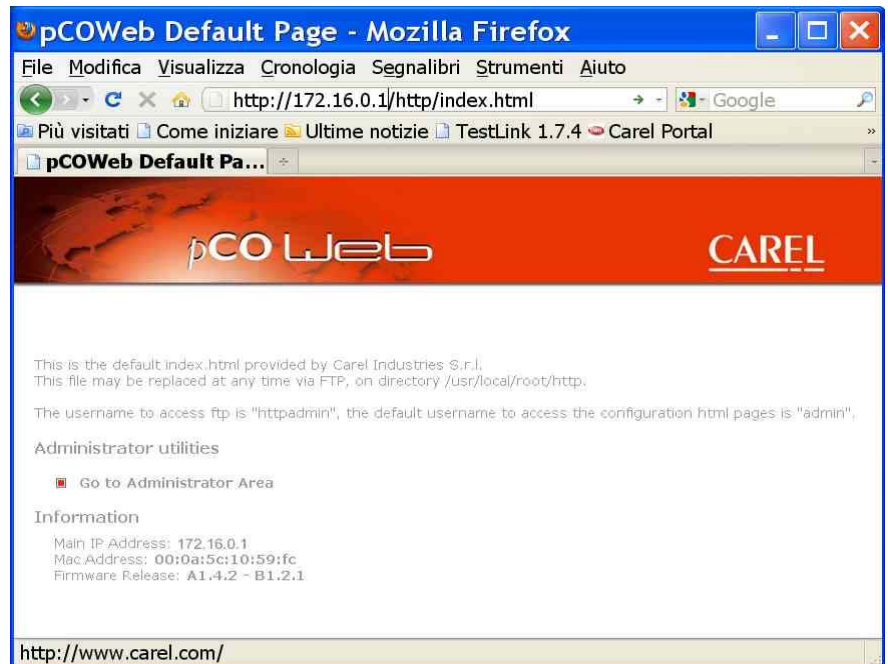 pCOWeb Default Page - Mozilla Firefox
File Modifica Visualizza Cronologia Segnalibri Strumenti Aiuto
http://172.16.0.1/http/index.html Google
Più visitati Come iniziare Ultime notizie TestLink 1.7.4 Carel Portal »
pCOWeb Default Pa...
pCO Web CAREL
This is the default index.html provided by Carel Industries S.r.l.
This file may be replaced at any time via FTP, on directory /usr/local/root/http.
The username to access ftp is "httpadmin", the default username to access the configuration html pages is "admin".
Administrator utilities
Go to Administrator Area
Information
Main IP Address: 172.16.0.1
Mac Address: 00:0a:5c:10:59:fc
Firmware Release: A1.4.2 - B1.2.1
http://www.carel.com/